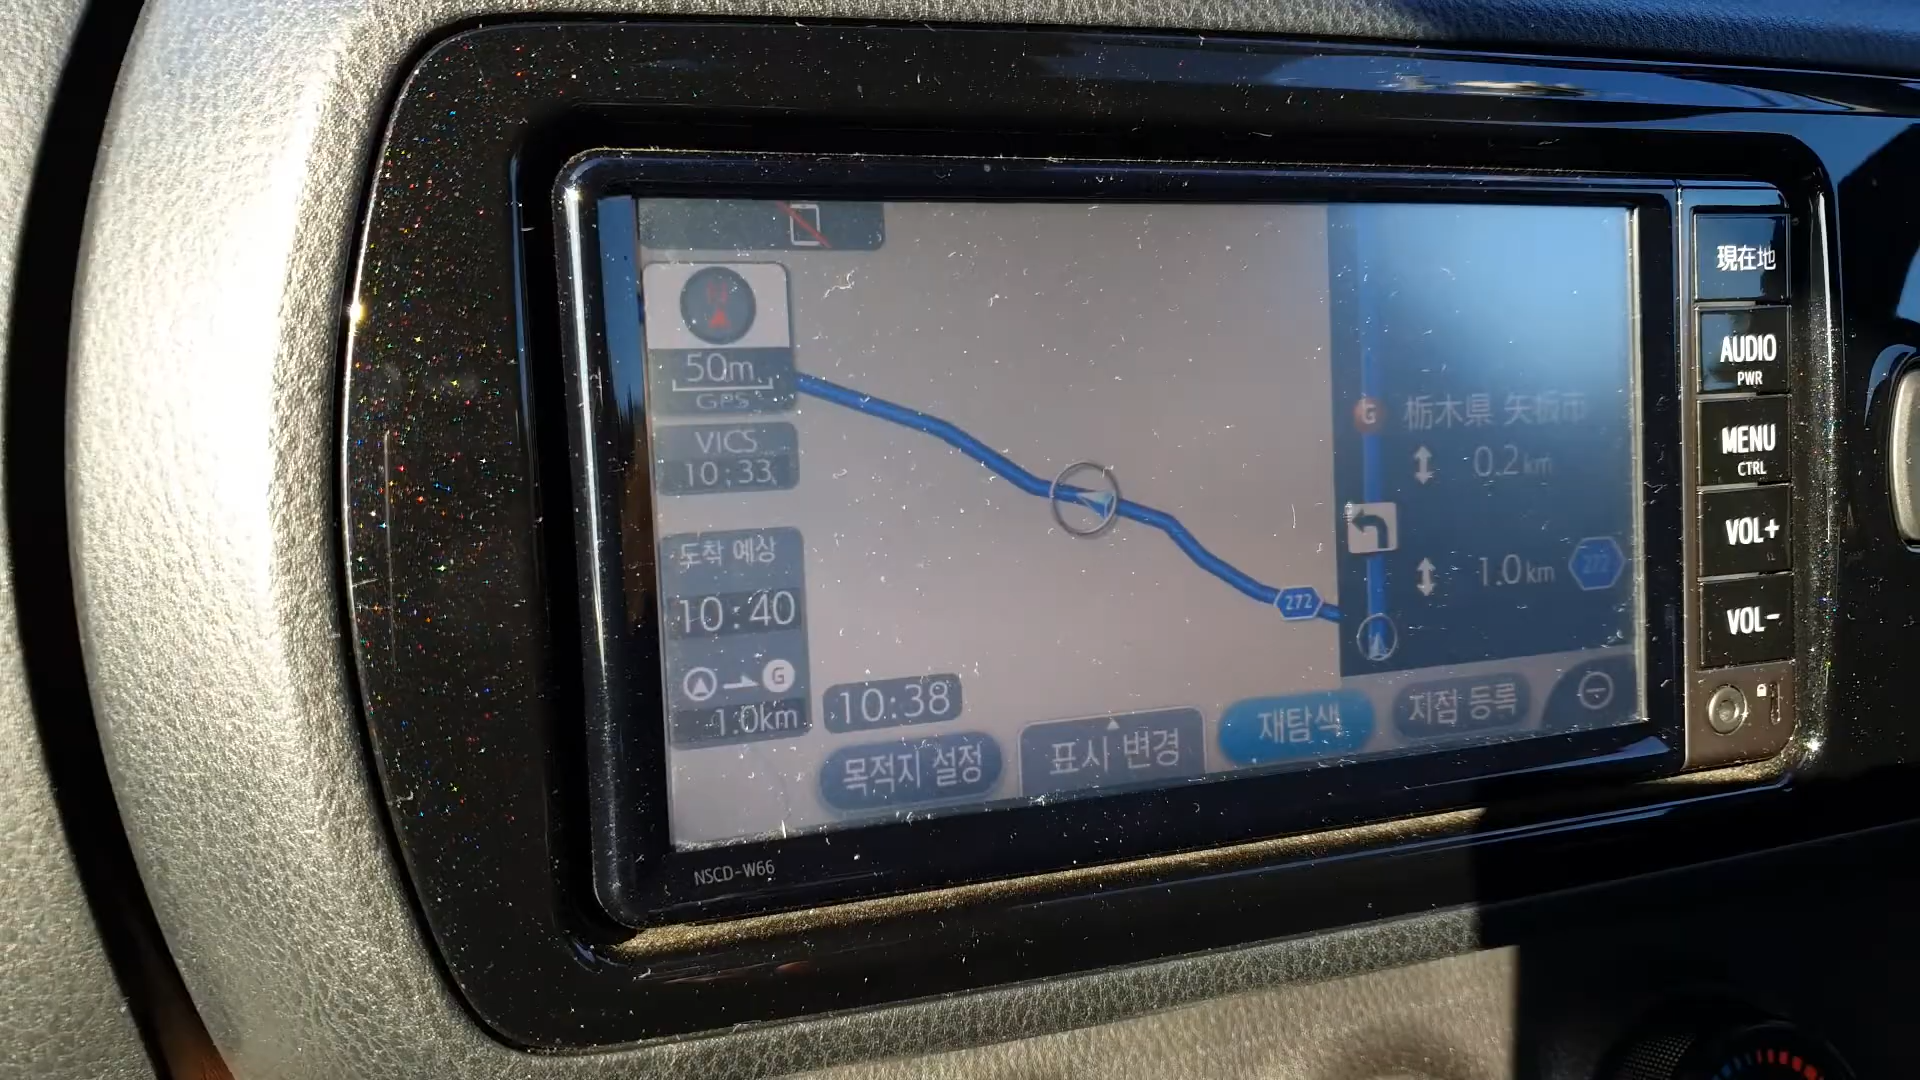 N
50m
GPS
VICS
10:33
도착 예상
10:40
G
1.0km
10:38
272
목적지 설정
표시 변경
재탐색
지점 등록
G 栃木県 矢板市
0.2km
1.0km 272
現在地
AUDIO
PWR
MENU
CTRL
VOL+
VOL-
NSCD-W66